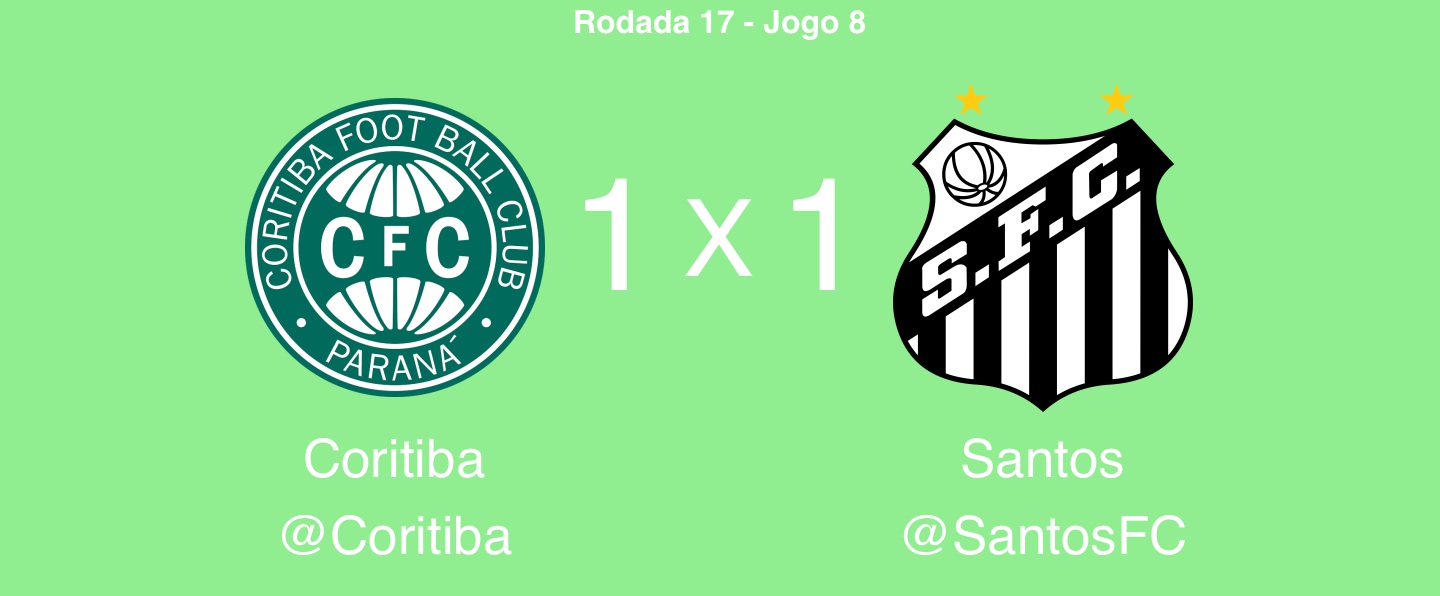 Rodada 17 - Jogo 8
CORITIBA FOOT BALL CLUB
CFC
PARANÁ
1 x 1
S.F.C.
Coritiba
Santos
@Coritiba
@SantosFC